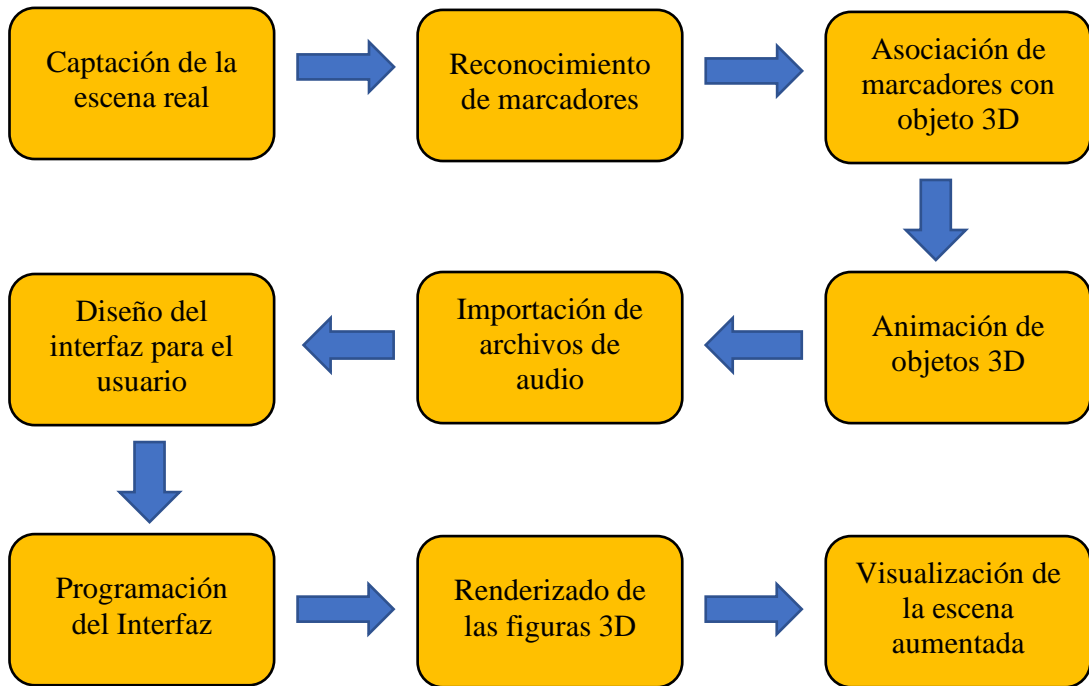 Captación de la
escena real
Reconocimiento
de marcadores
Asociación de
marcadores con
objeto 3D
Animación de
objetos 3D
Importación de
archivos de
audio
Diseño del
interfaz para el
usuario
Programación
del Interfaz
Renderizado de
las figuras 3D
Visualización de
la escena
aumentada